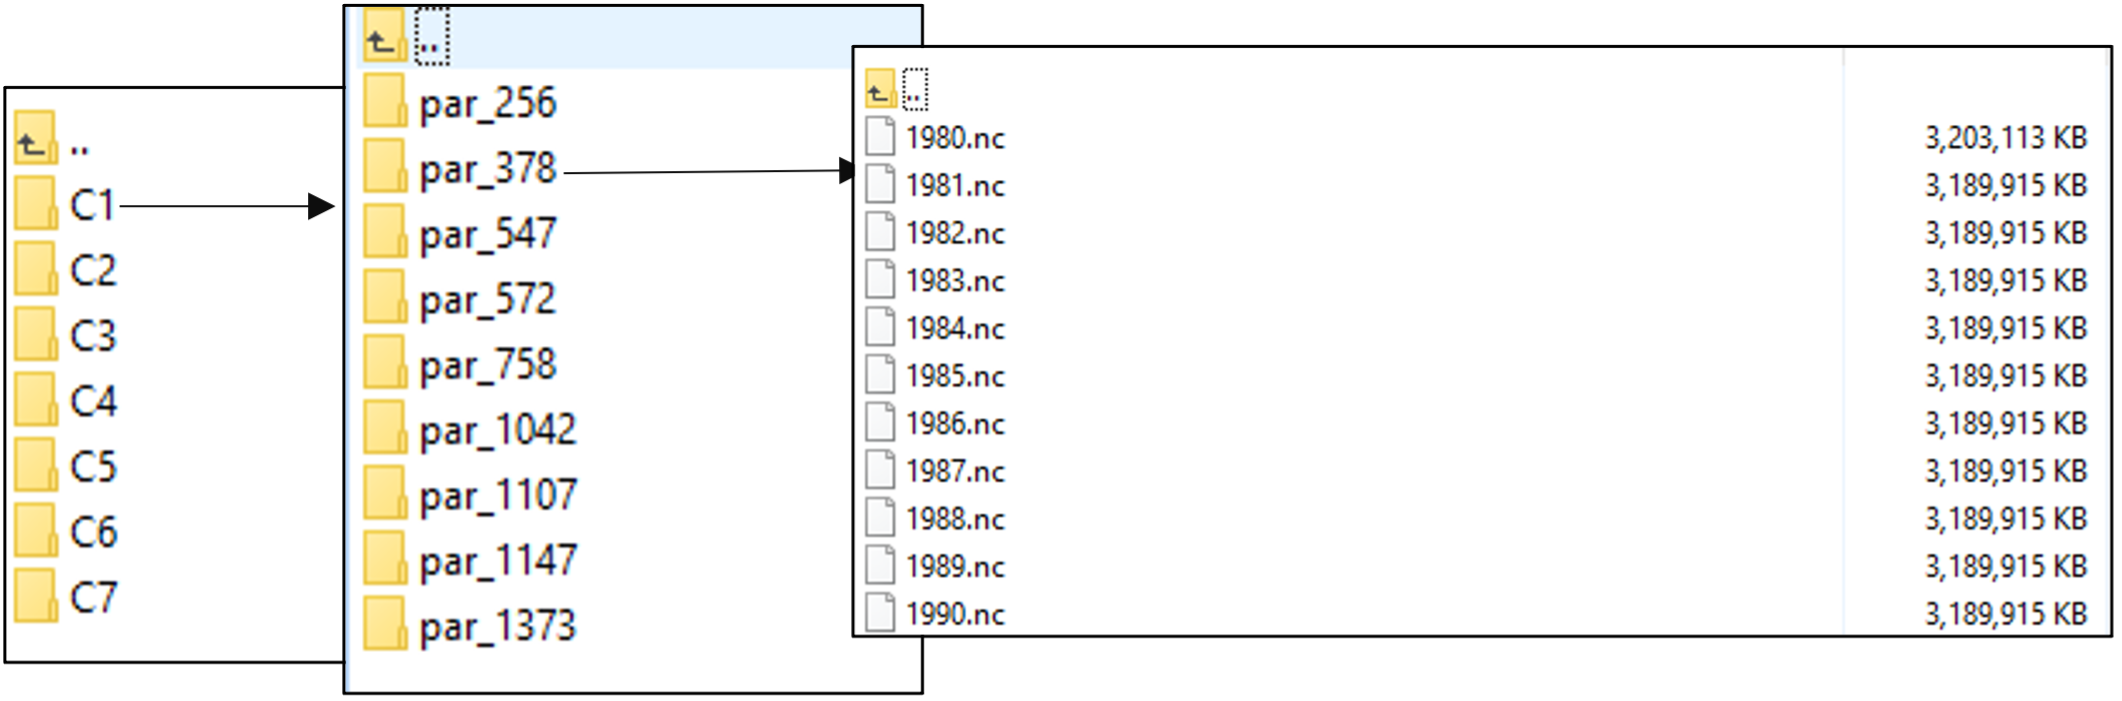 ..
C1
C2
C3
C4
C5
C6
C7
..
par_256
par_378
par_547
par_572
par_758
par_1042
par_1107
par_1147
par_1373
..
1980.nc 3,203,113 KB
1981.nc 3,189,915 KB
1982.nc 3,189,915 KB
1983.nc 3,189,915 KB
1984.nc 3,189,915 KB
1985.nc 3,189,915 KB
1986.nc 3,189,915 KB
1987.nc 3,189,915 KB
1988.nc 3,189,915 KB
1989.nc 3,189,915 KB
1990.nc 3,189,915 KB